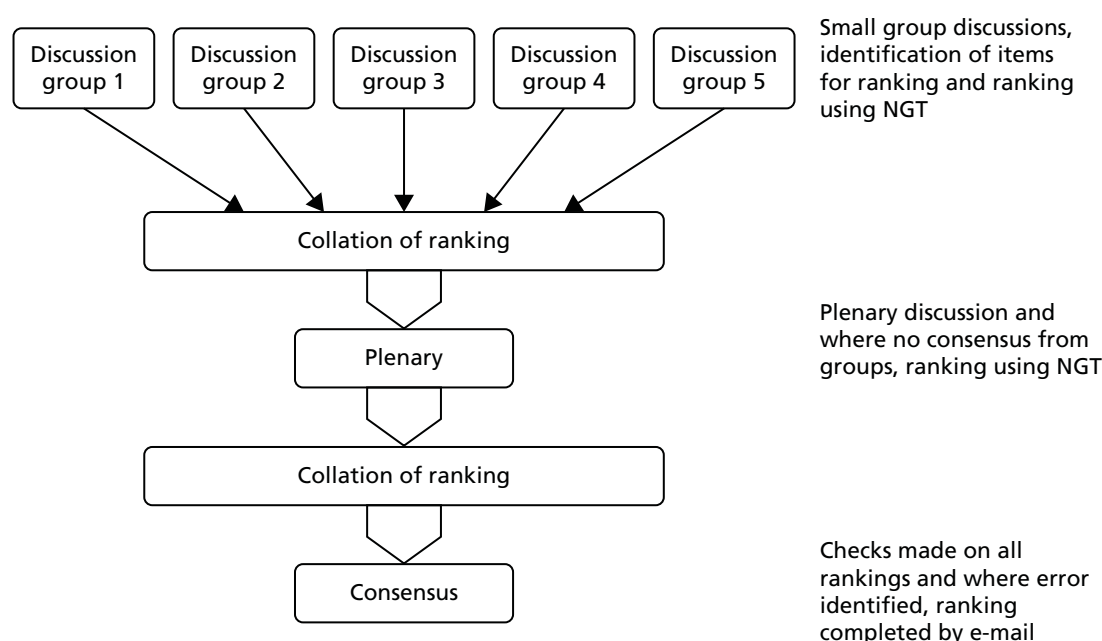 Discussion
group 1
Discussion
group 2
Discussion
group 3
Discussion
group 4
Discussion
group 5
Small group discussions,
identification of items
for ranking and ranking
using NGT
Collation of ranking
Plenary
Plenary discussion and
where no consensus from
groups, ranking using NGT
Collation of ranking
Consensus
Checks made on all
rankings and where error
identified, ranking
completed by e-mail